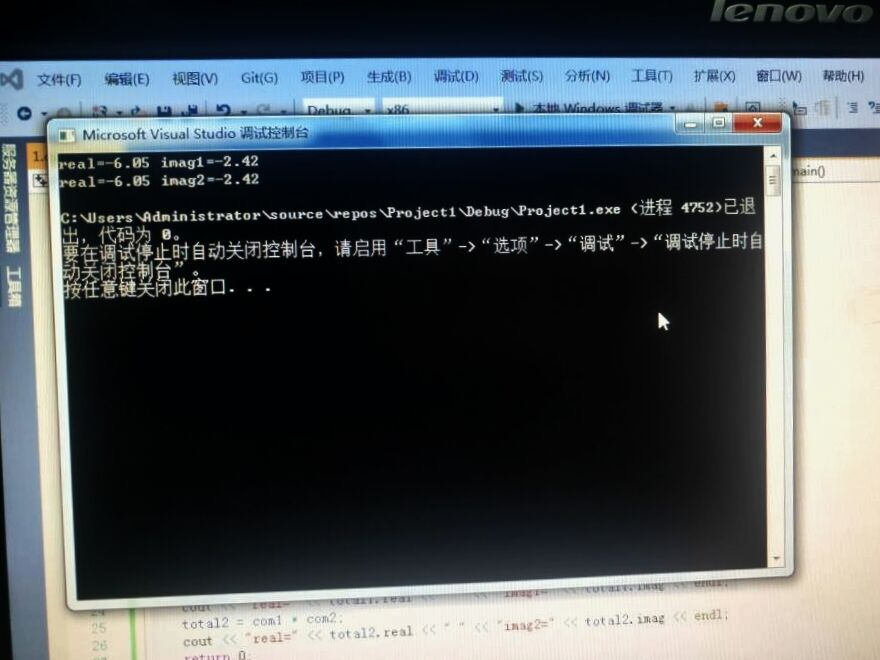 lenovo
文件(F) 编辑(E) 视图(V) Git(G) 项目(P) 生成(B) 调试(D) 测试(S) 分析(N) 工具(T) 扩展(X) 窗口(W) 帮助(H)
Debug x86 本地 Windows 调试器
Microsoft Visual Studio 调试控制台
服务器资源管理器 工具箱
main()
real=-6.05 imag1=-2.42
real=-6.05 imag2=-2.42
C:\Users\Administrator\source\repos\Project1\Debug\Project1.exe (进程 4752)已退
出，代码为 0。
要在调试停止时自动关闭控制台，请启用“工具”->“选项”->“调试”->“调试停止时自
动关闭控制台”。
按任意键关闭此窗口. . .
24 cout << "real=" << total1.real << " " << "imag1=" << total1.imag << endl;
25 total2 = com1 * com2;
26 cout << "real=" << total2.real << " " << "imag2=" << total2.imag << endl;
return 0;